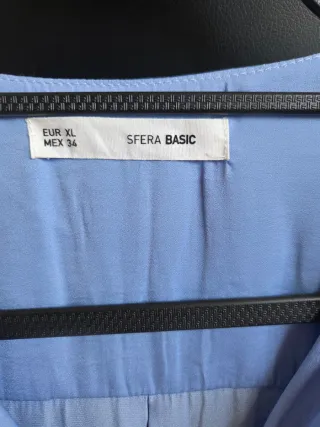 EUR XL
MEX 34
SFERA BASIC